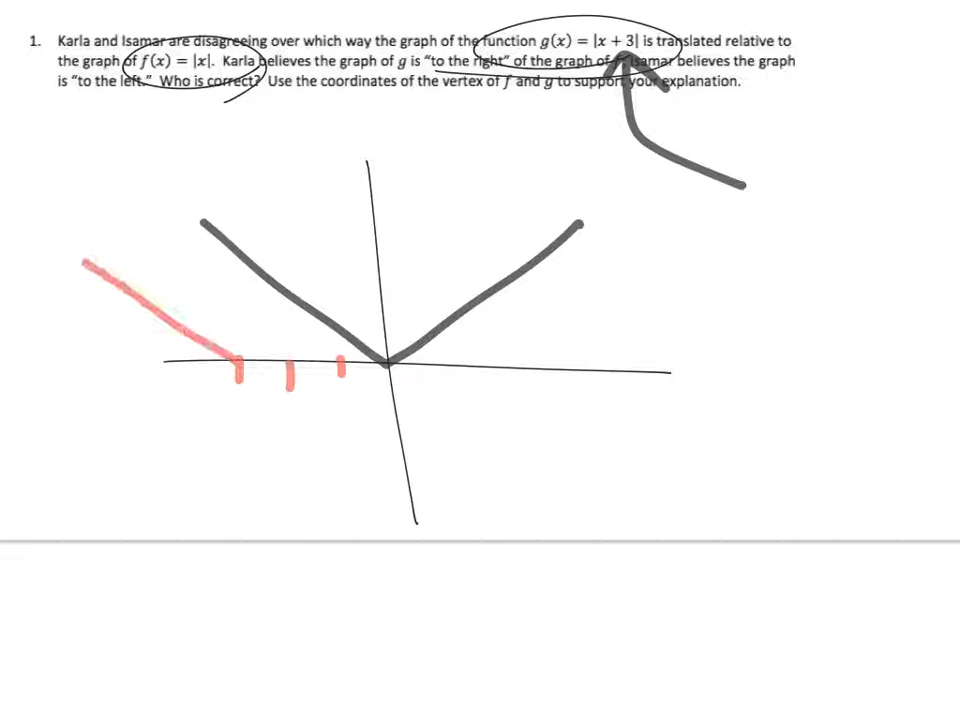 1. Karla and Isamar are disagreeing over which way the graph of the function g(x) = |x + 3| is translated relative to
the graph of f(x) = |x|. Karla believes the graph of g is "to the right" of the graph of f; Isamar believes the graph
is "to the left." Who is correct? Use the coordinates of the vertex of f and g to support your explanation.